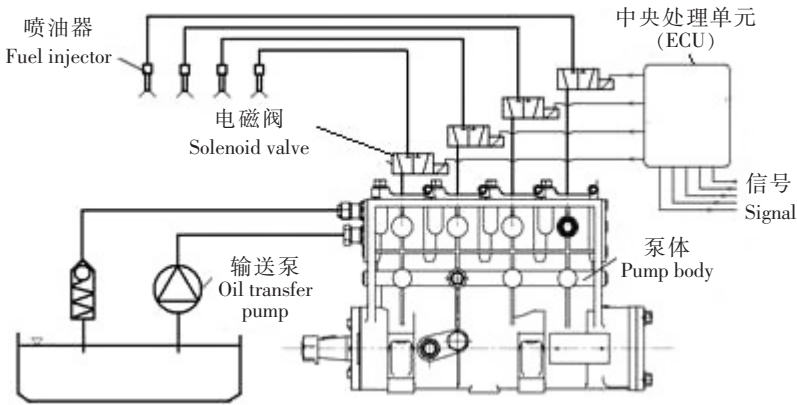 喷油器
Fuel injector
中央处理单元
(ECU)
电磁阀
Solenoid valve
信号
Signal
泵体
Pump body
输送泵
Oil transfer
pump